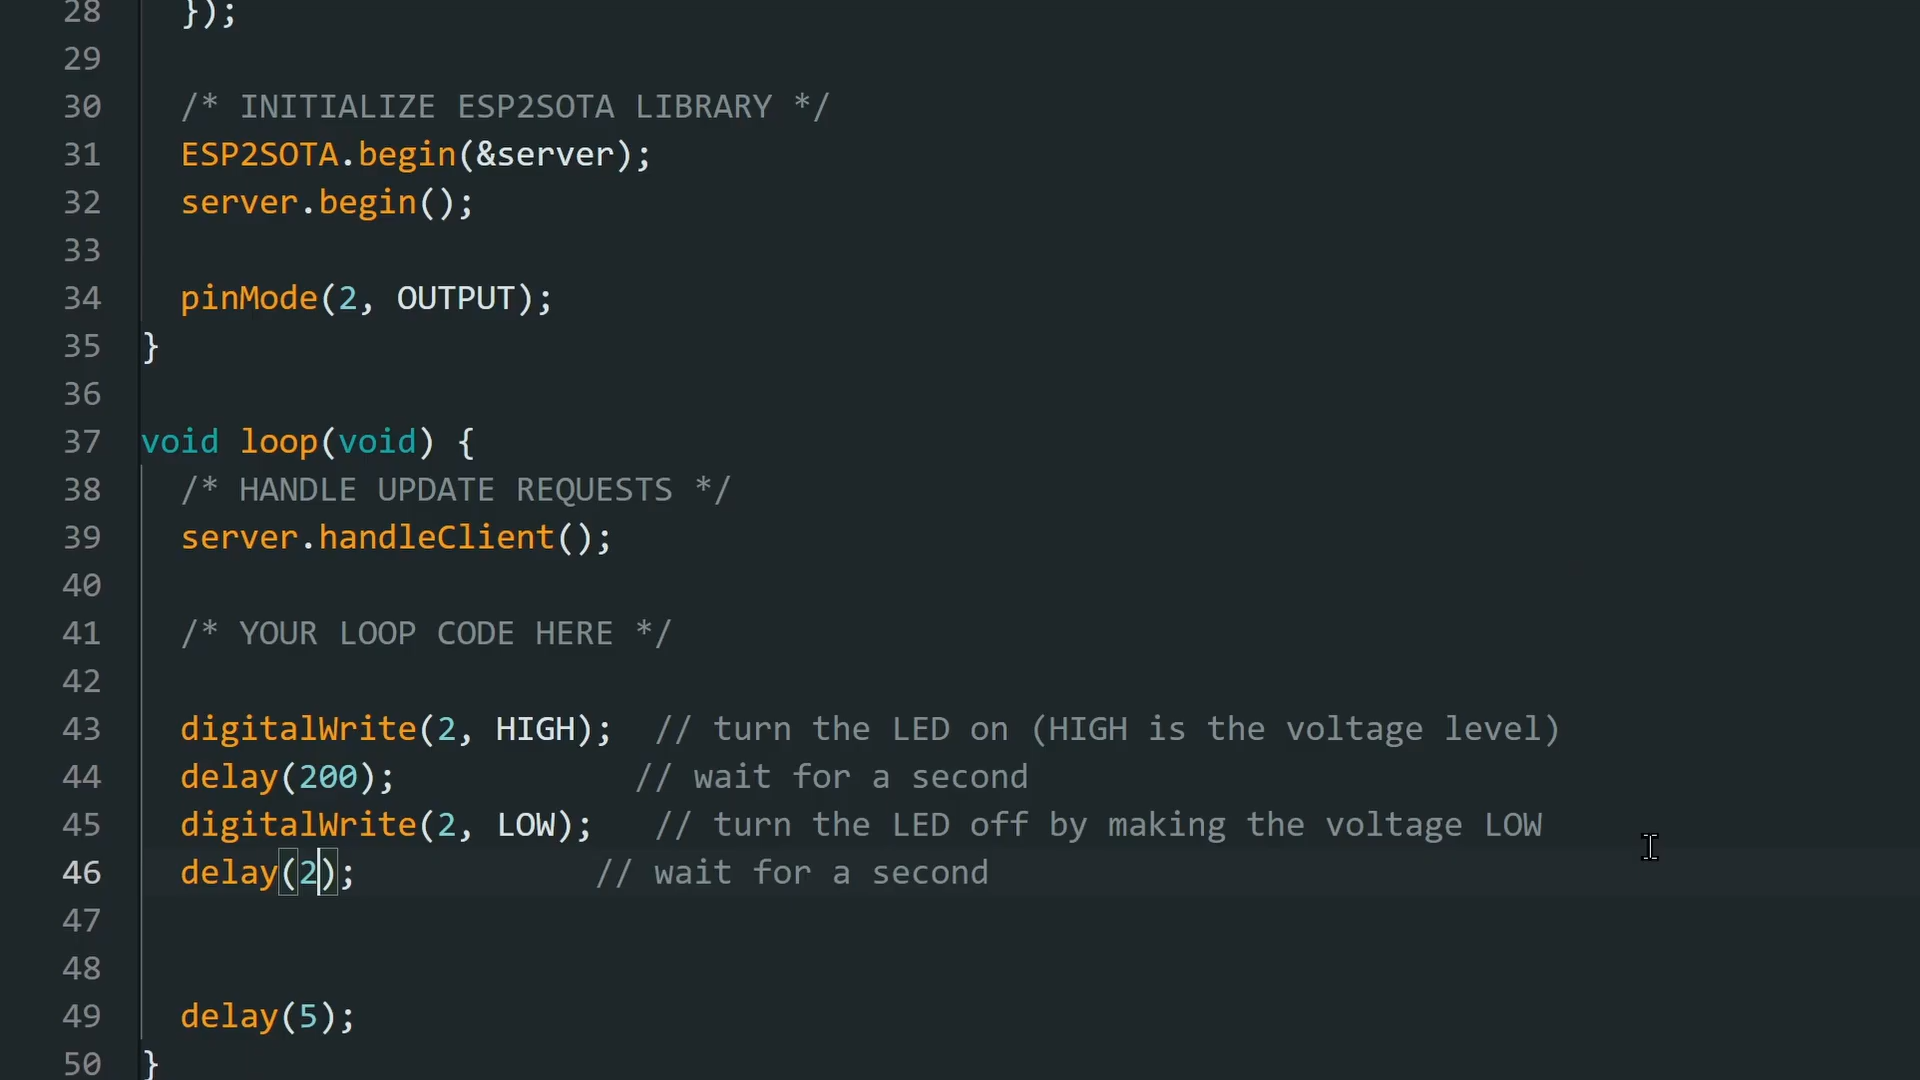 28 });
29
30 /* INITIALIZE ESP2SOTA LIBRARY */
31 ESP2SOTA.begin(&server);
32 server.begin();
33
34 pinMode(2, OUTPUT);
35 }
36
37 void loop(void) {
38 /* HANDLE UPDATE REQUESTS */
39 server.handleClient();
40
41 /* YOUR LOOP CODE HERE */
42
43 digitalWrite(2, HIGH); // turn the LED on (HIGH is the voltage level)
44 delay(200); // wait for a second
45 digitalWrite(2, LOW); // turn the LED off by making the voltage LOW
46 delay(2); // wait for a second
47
48
49 delay(5);
50 }